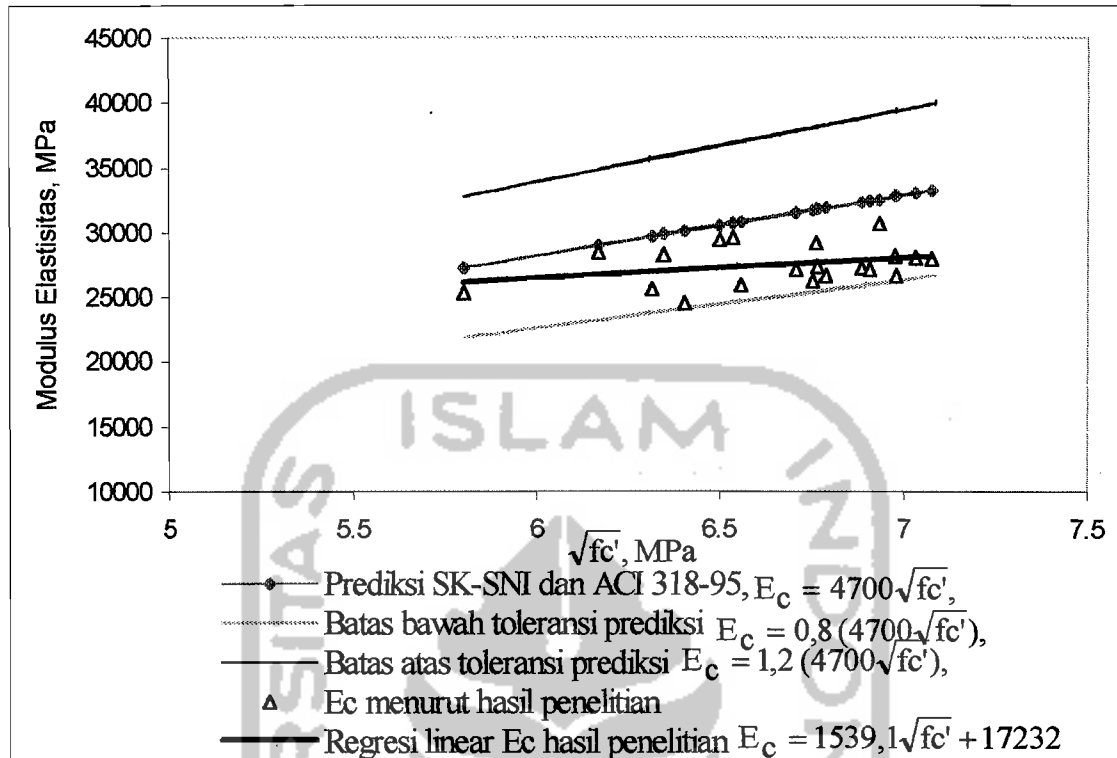 45000
40000
35000
30000
25000
20000
15000
10000
Modulus Elastisitas, MPa
5 5.5 6 6.5 7 7.5
√fc', MPa
Prediksi SK-SNI dan ACI 318-95, Ec = 4700√fc',
Batas bawah toleransi prediksi Ec = 0,8 (4700√fc'),
Batas atas toleransi prediksi Ec = 1,2 (4700√fc'),
Ec menurut hasil penelitian
Regresi linear Ec hasil penelitian Ec = 1539,1√fc' + 17232
ISLAM